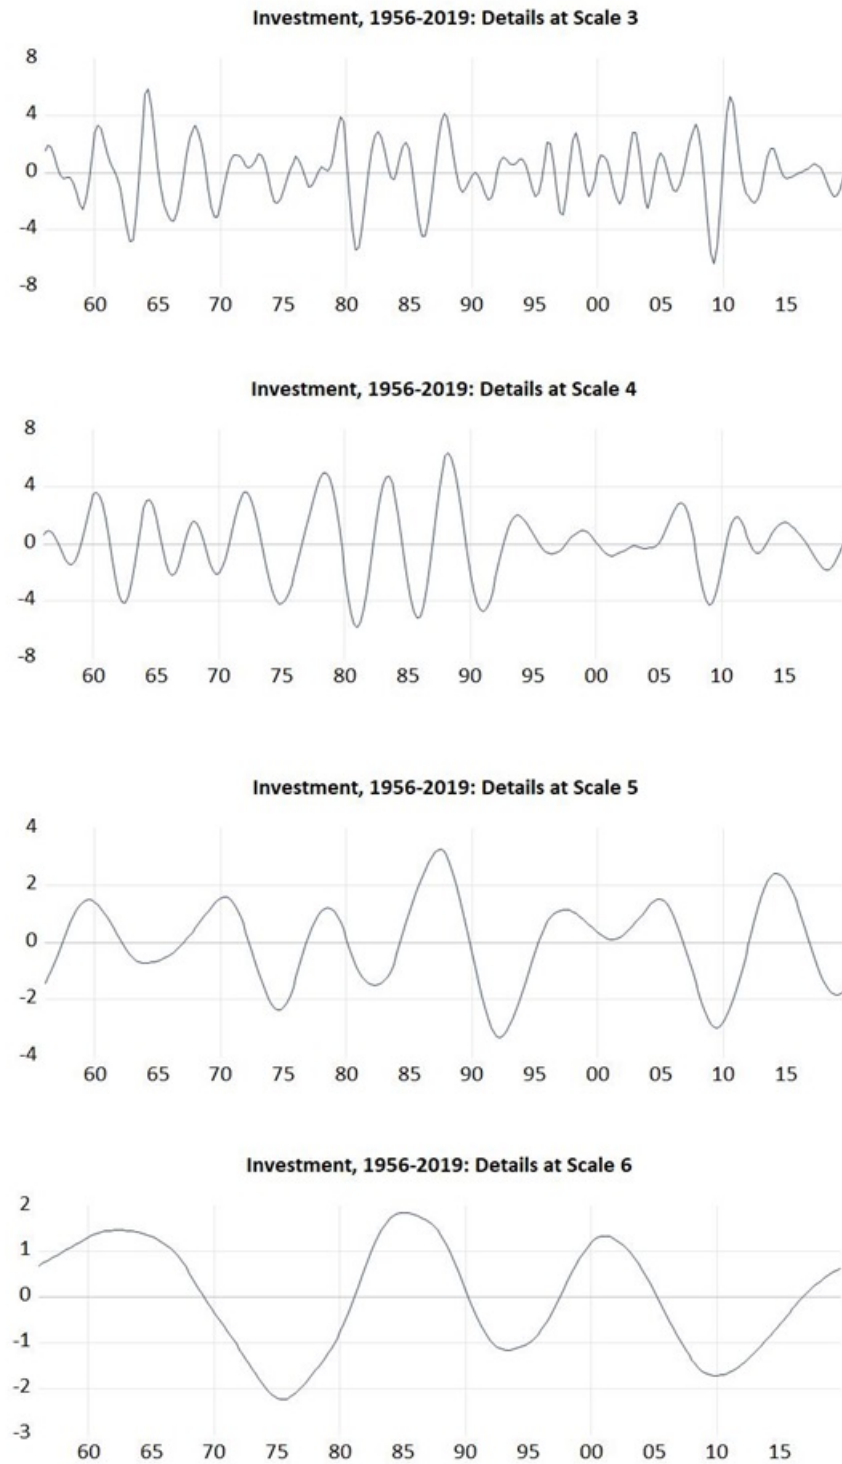 Investment, 1956-2019: Details at Scale 3
8
4
0
-4
-8
60 65 70 75 80 85 90 95 00 05 10 15
Investment, 1956-2019: Details at Scale 4
8
4
0
-4
-8
60 65 70 75 80 85 90 95 00 05 10 15
Investment, 1956-2019: Details at Scale 5
4
2
0
-2
-4
60 65 70 75 80 85 90 95 00 05 10 15
Investment, 1956-2019: Details at Scale 6
2
1
0
-1
-2
-3
60 65 70 75 80 85 90 95 00 05 10 15